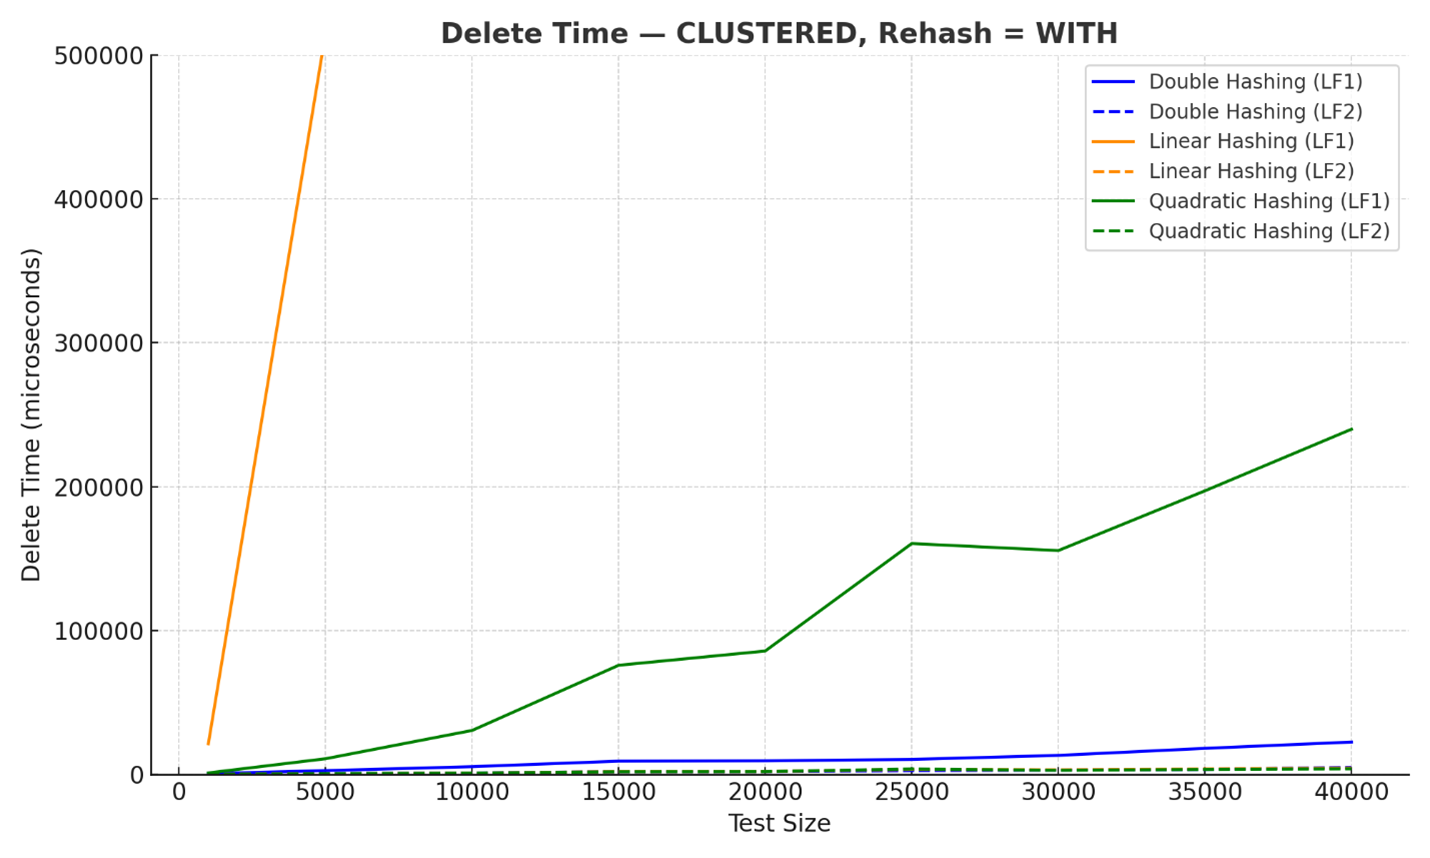 Delete Time — CLUSTERED, Rehash = WITH
500000
400000
300000
200000
100000
0
Delete Time (microseconds)
Double Hashing (LF1)
Double Hashing (LF2)
Linear Hashing (LF1)
Linear Hashing (LF2)
Quadratic Hashing (LF1)
Quadratic Hashing (LF2)
0 5000 10000 15000 20000 25000 30000 35000 40000
Test Size